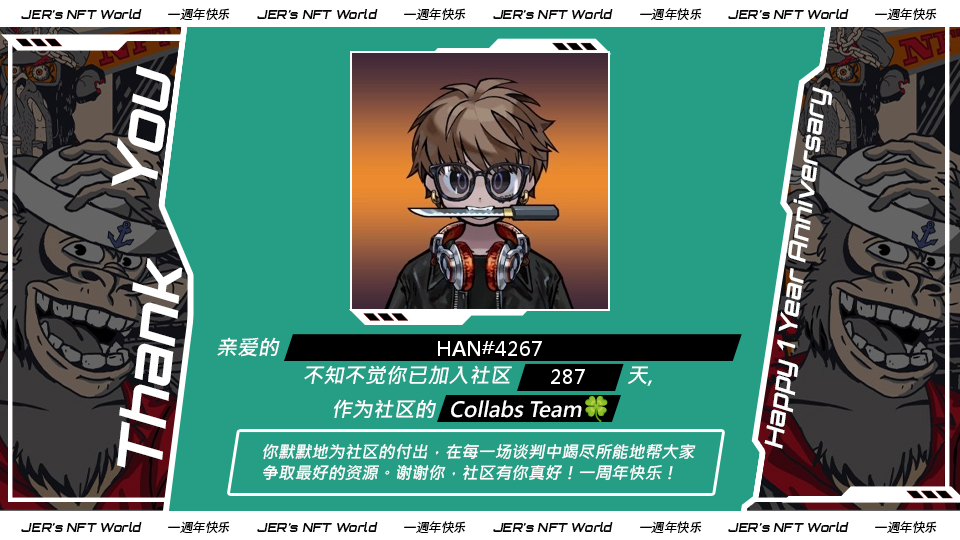 JER's NFT World 一週年快乐 JER's NFT World 一週年快乐 JER's NFT World 一週年快乐 JER's NFT World 一週年快乐
Thank You
亲爱的 HAN#4267
不知不觉你已加入社区 287 天,
作为社区的 Collabs Team🍀
你默默地为社区的付出，在每一场谈判中竭尽所能地帮大家
争取最好的资源。谢谢你，社区有你真好！一周年快乐！
Happy 1 Year Anniversary
JER's NFT World 一週年快乐 JER's NFT World 一週年快乐 JER's NFT World 一週年快乐 JER's NFT World 一週年快乐